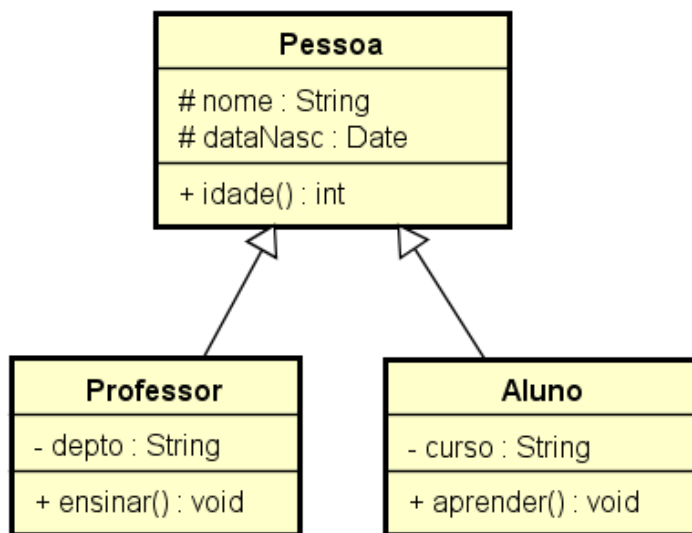 Pessoa
# nome : String
# dataNasc : Date
+ idade() : int
Professor
- depto : String
+ ensinar() : void
Aluno
- curso : String
+ aprender() : void